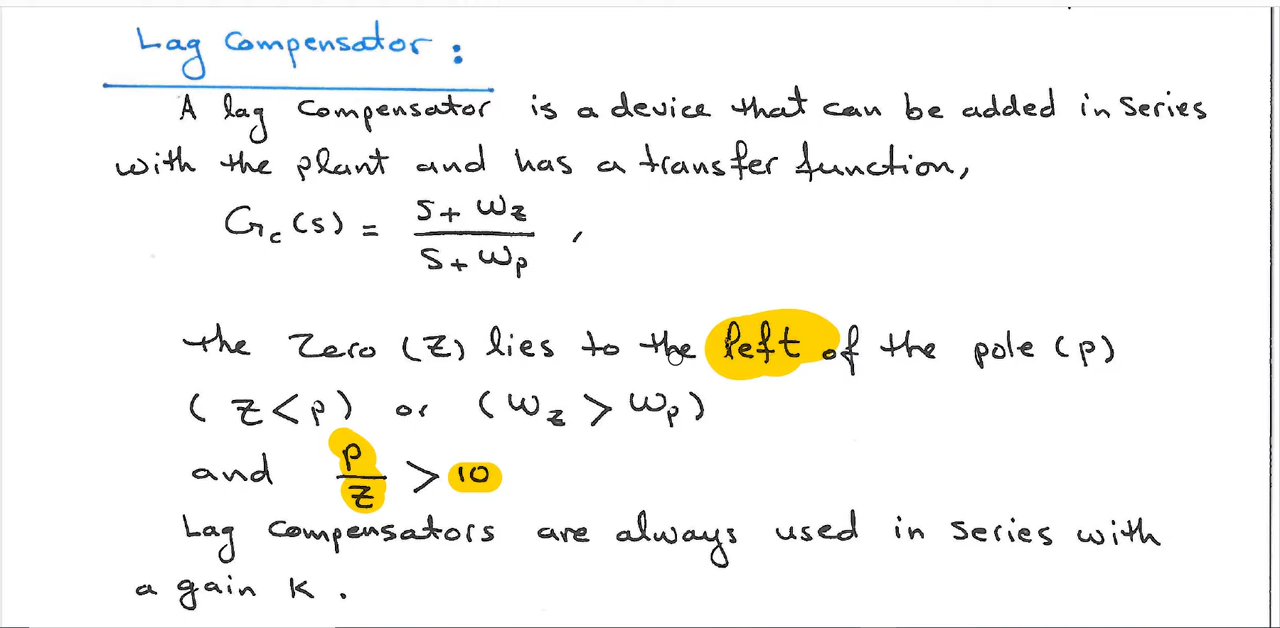 Lag Compensator :
A lag compensator is a device that can be added in series
with the plant and has a transfer function,
Gc(s) = (s + ωz) / (s + ωp) ,
the zero (z) lies to the left of the pole (p)
( z < p ) or ( ωz > ωp )
and p/z > 10
Lag compensators are always used in series with
a gain K .